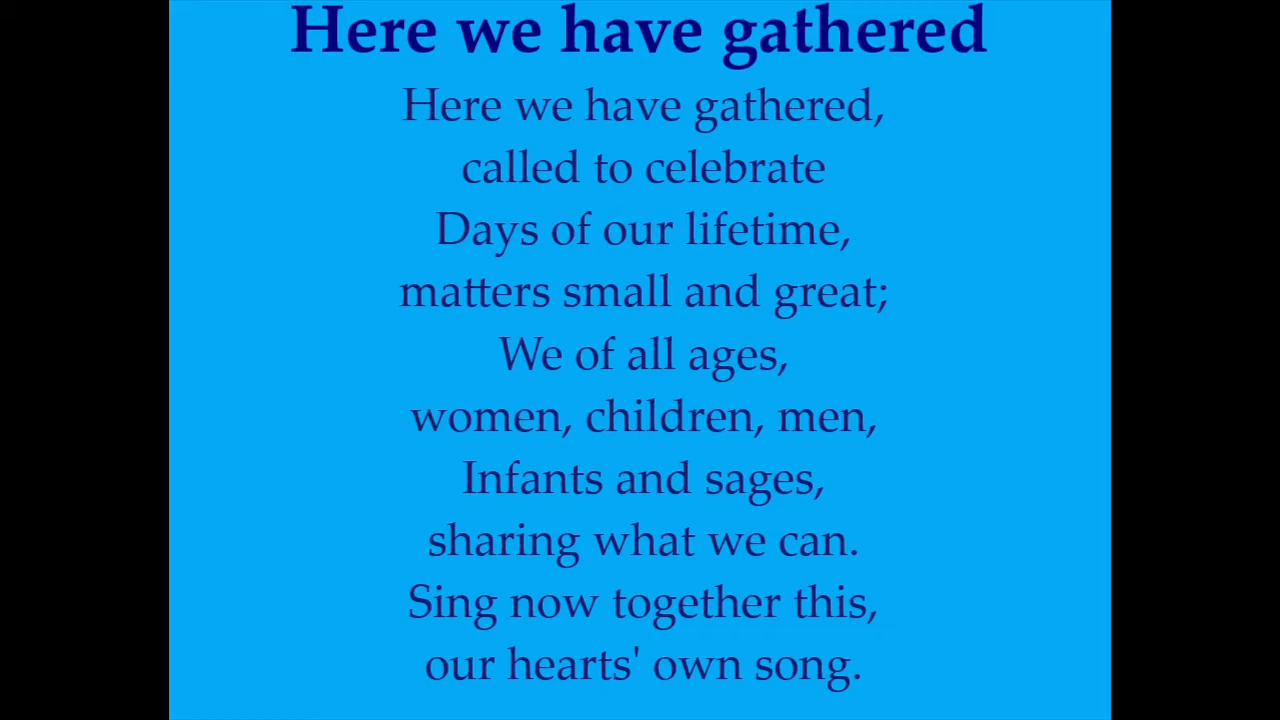 Here we have gathered
Here we have gathered,
called to celebrate
Days of our lifetime,
matters small and great;
We of all ages,
women, children, men,
Infants and sages,
sharing what we can.
Sing now together this,
our hearts' own song.